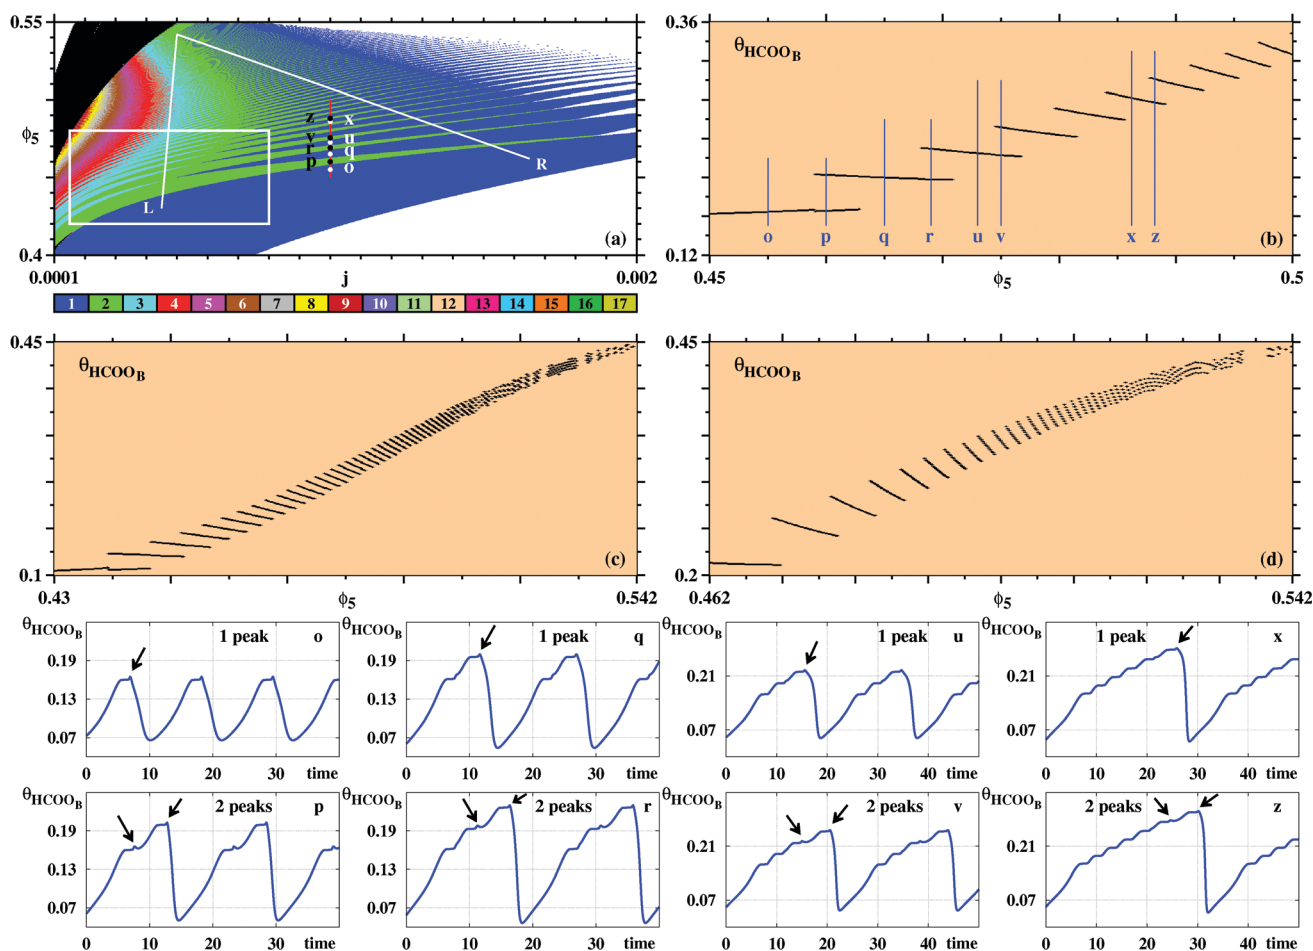 0.55
z x
ϕ5
v u
r q
p o
L
R
0.4
(a)
0.0001 j 0.002
1 2 3 4 5 6 7 8 9 10 11 12 13 14 15 16 17
0.36
θHCOOB
o p q r u v x z
(b)
0.12
0.45 ϕ5 0.5
0.45
θHCOOB
(c)
0.1
0.43 ϕ5 0.542
0.45
θHCOOB
(d)
0.2
0.462 ϕ5 0.542
θHCOOB 1 peak o
0.19
0.13
0.07
0 10 20 30 time
θHCOOB 1 peak q
0.19
0.13
0.07
0 10 20 30 time
θHCOOB 1 peak u
0.21
0.07
0 10 20 30 40 time
θHCOOB 1 peak x
0.21
0.07
0 10 20 30 40 time
θHCOOB 2 peaks p
0.19
0.13
0.07
0 10 20 30 time
θHCOOB 2 peaks r
0.19
0.13
0.07
0 10 20 30 time
θHCOOB 2 peaks v
0.21
0.07
0 10 20 30 40 time
θHCOOB 2 peaks z
0.21
0.07
0 10 20 30 40 50 time